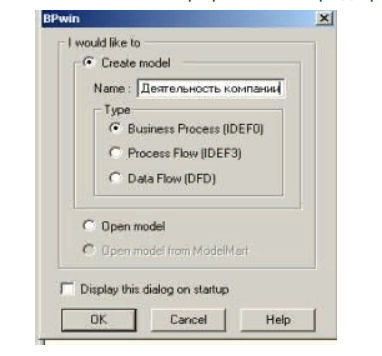 BPwin
I would like to
Create model
Name : Деятельность компании
Type
Business Process (IDEF0)
Process Flow (IDEF3)
Data Flow (DFD)
Open model
Open model from ModelMart
Display this dialog on startup
OK Cancel Help